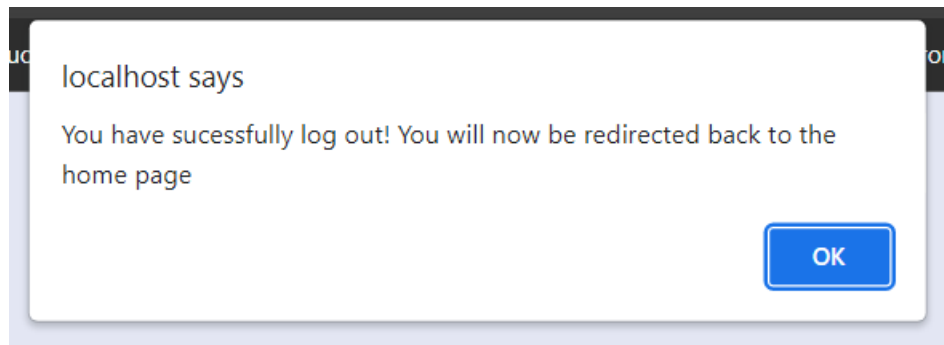 localhost says
You have sucessfully log out! You will now be redirected back to the
home page
OK